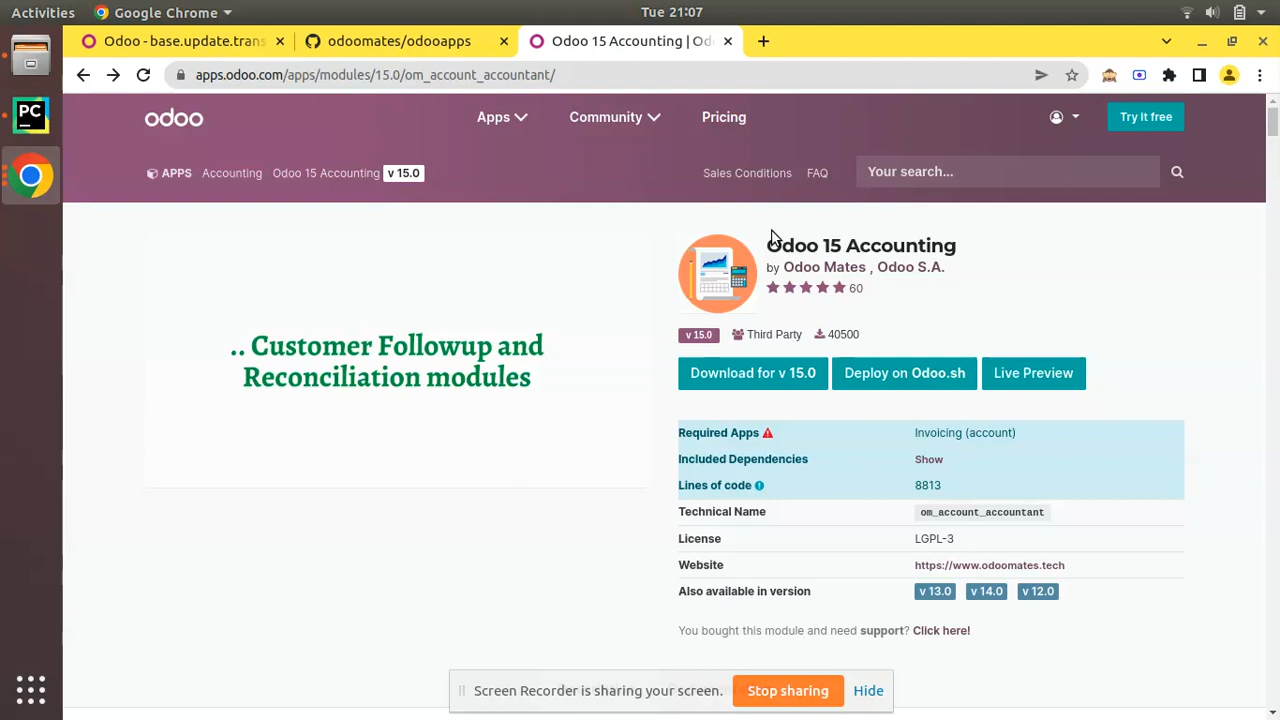 Activities
Google Chrome
Tue 21:07
Odoo - base.update.trans
odoomates/odooapps
Odoo 15 Accounting | Od
apps.odoo.com/apps/modules/15.0/om_account_accountant/
PC
odoo
Apps
Community
Pricing
Try it free
APPS
Accounting
Odoo 15 Accounting
v 15.0
Sales Conditions
FAQ
Your search...
.. Customer Followup and
Reconciliation modules
Odoo 15 Accounting
by Odoo Mates , Odoo S.A.
60
v 15.0
Third Party
40500
Download for v 15.0
Deploy on Odoo.sh
Live Preview
Required Apps
Invoicing (account)
Included Dependencies
Show
Lines of code
8813
Technical Name
om_account_accountant
License
LGPL-3
Website
https://www.odoomates.tech
Also available in version
v 13.0
v 14.0
v 12.0
You bought this module and need support? Click here!
Screen Recorder is sharing your screen.
Stop sharing
Hide